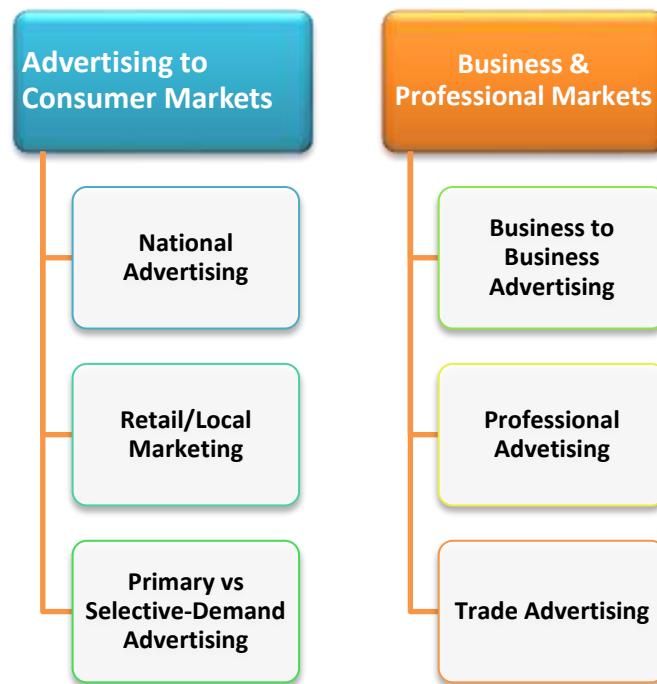 Advertising to
Consumer Markets
National
Advertising
Retail/Local
Marketing
Primary vs
Selective-Demand
Advertising
Business &
Professional Markets
Business to
Business
Advertising
Professional
Advetising
Trade Advertising